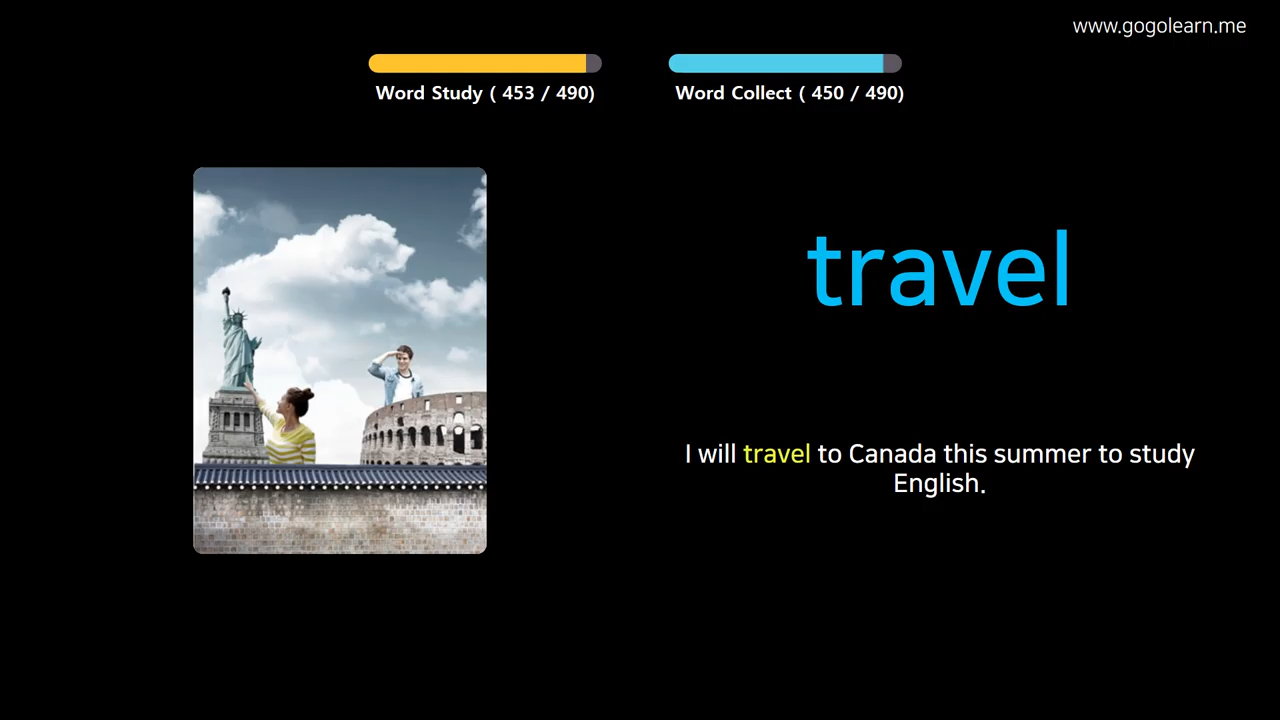 www.gogolearn.me
Word Study ( 453 / 490)
Word Collect ( 450 / 490)
travel
I will travel to Canada this summer to study
English.